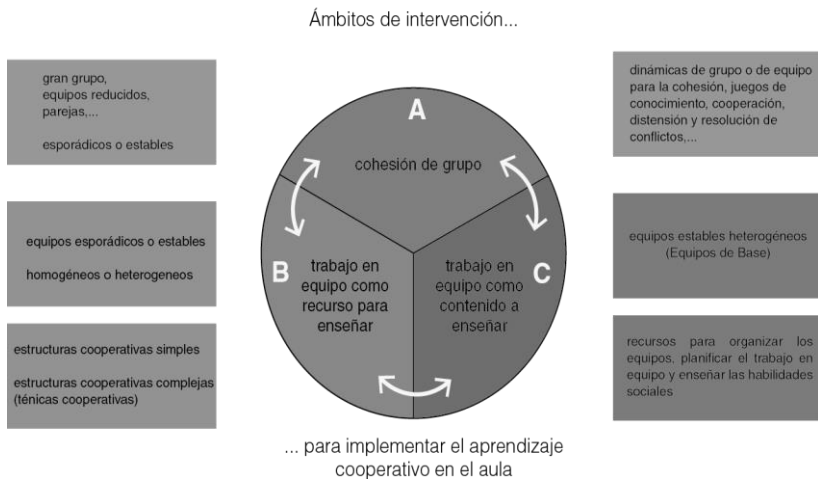 Ámbitos de intervención...
gran grupo,
equipos reducidos,
parejas,...
esporádicos o estables
dinámicas de grupo o de equipo
para la cohesión, juegos de
conocimiento, cooperación,
distensión y resolución de
conflictos,...
A
cohesión de grupo
equipos esporádicos o estables
homogéneos o heterogeneos
B
trabajo en
equipo como
recurso para
enseñar
trabajo en
equipo como
contenido a
enseñar
C
equipos estables heterogéneos
(Equipos de Base)
estructuras cooperativas simples
estructuras cooperativas complejas
(ténicas cooperativas)
recursos para organizar los
equipos, planificar el trabajo en
equipo y enseñar las habilidades
sociales
... para implementar el aprendizaje
cooperativo en el aula